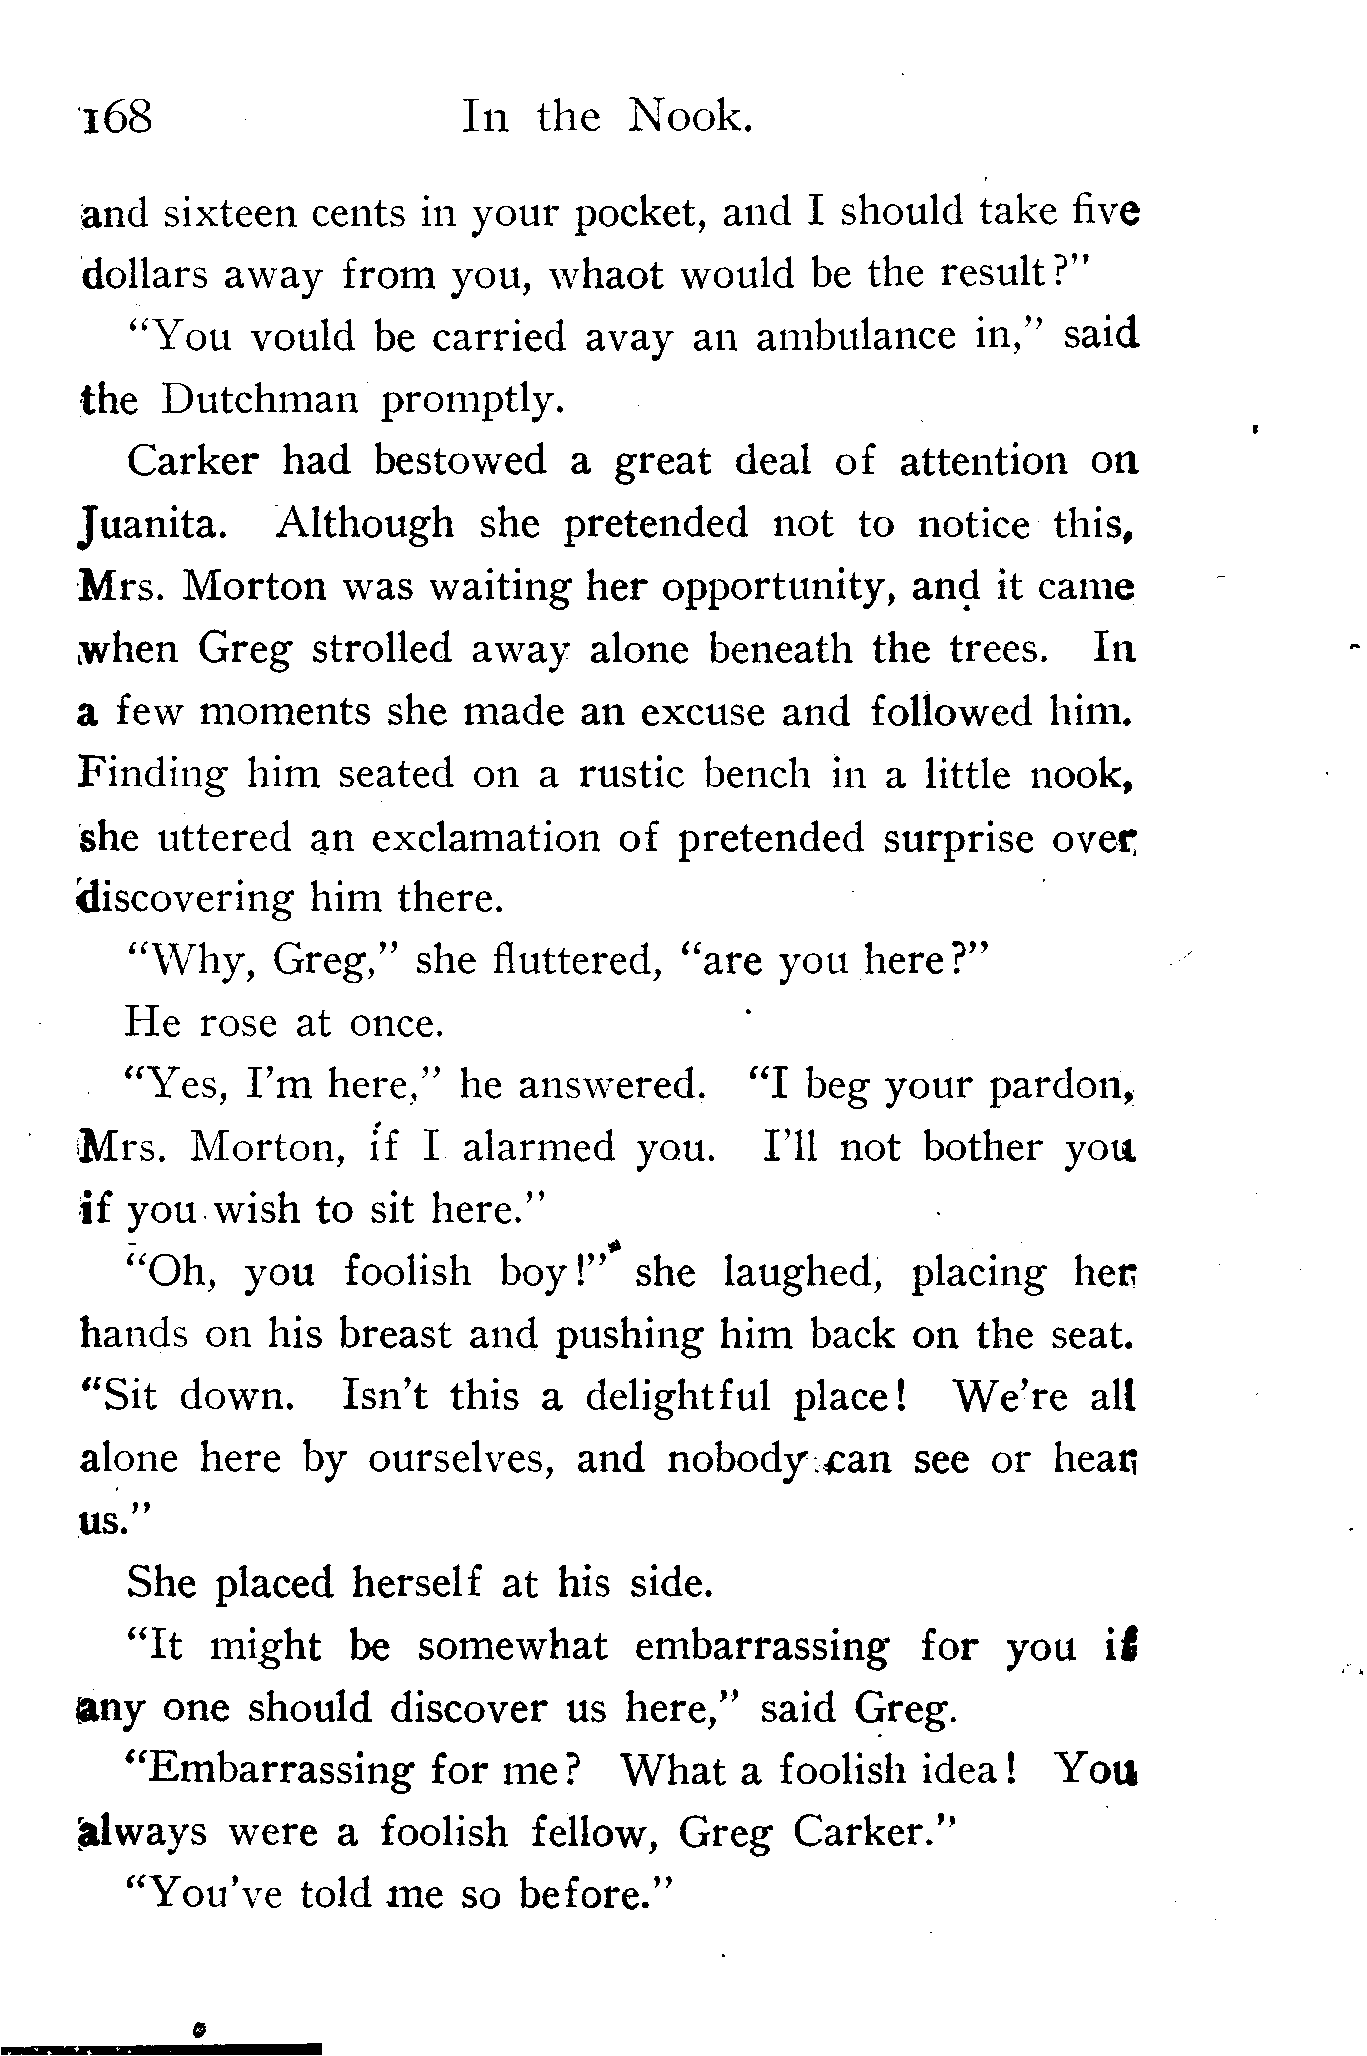 168 In the Nook.
and sixteen cents in your pocket, and I should take five
dollars away from you, whaot would be the result?"
"You vould be carried avay an ambulance in," said
the Dutchman promptly.
Carker had bestowed a great deal of attention on
Juanita. Although she pretended not to notice this,
Mrs. Morton was waiting her opportunity, and it came
when Greg strolled away alone beneath the trees. In
a few moments she made an excuse and followed him.
Finding him seated on a rustic bench in a little nook,
she uttered an exclamation of pretended surprise over
discovering him there.
"Why, Greg," she fluttered, "are you here?"
He rose at once.
"Yes, I'm here," he answered. "I beg your pardon,
Mrs. Morton, if I alarmed you. I'll not bother you
if you wish to sit here."
"Oh, you foolish boy!" she laughed, placing her
hands on his breast and pushing him back on the seat.
"Sit down. Isn't this a delightful place! We're all
alone here by ourselves, and nobody can see or hear
us."
She placed herself at his side.
"It might be somewhat embarrassing for you if
any one should discover us here," said Greg.
"Embarrassing for me? What a foolish idea! You
always were a foolish fellow, Greg Carker."
"You've told me so before."